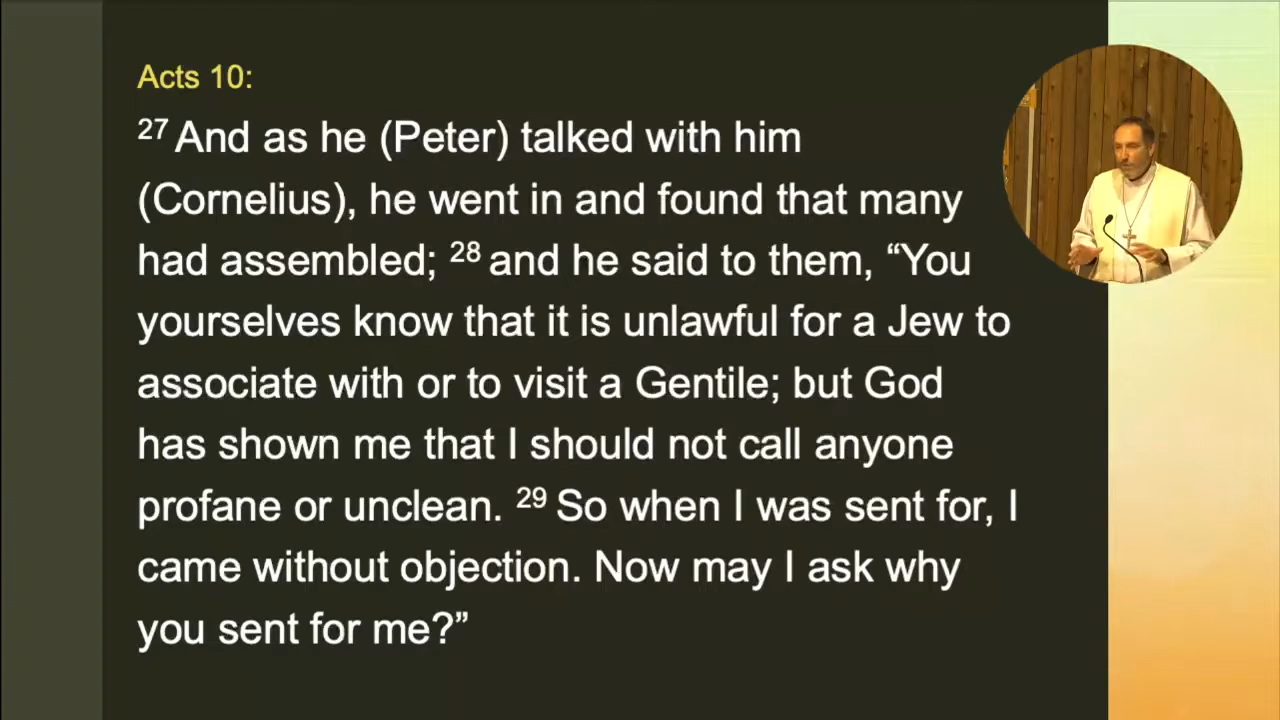 Acts 10:
27 And as he (Peter) talked with him
(Cornelius), he went in and found that many
had assembled; 28 and he said to them, “You
yourselves know that it is unlawful for a Jew to
associate with or to visit a Gentile; but God
has shown me that I should not call anyone
profane or unclean. 29 So when I was sent for, I
came without objection. Now may I ask why
you sent for me?”